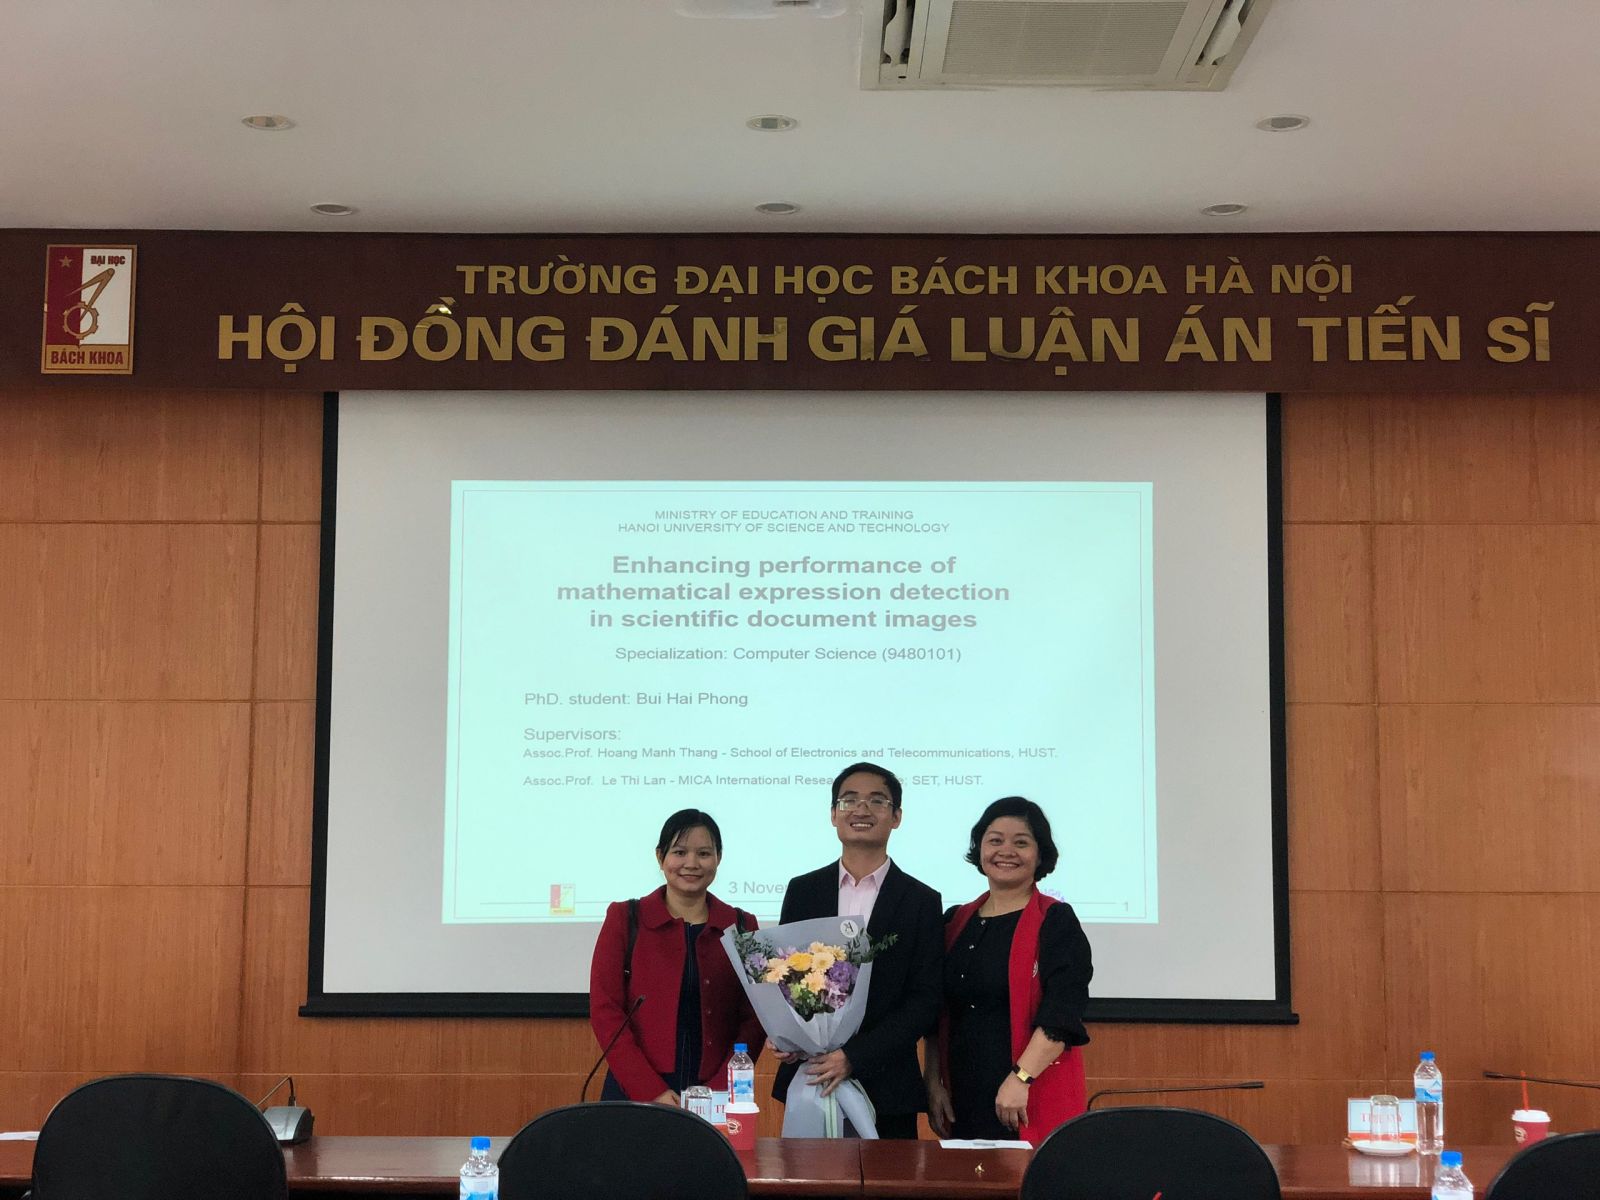 ĐẠI HỌC
BÁCH KHOA
TRƯỜNG ĐẠI HỌC BÁCH KHOA HÀ NỘI
HỘI ĐỒNG ĐÁNH GIÁ LUẬN ÁN TIẾN SĨ
MINISTRY OF EDUCATION AND TRAINING
HANOI UNIVERSITY OF SCIENCE AND TECHNOLOGY
Enhancing performance of
mathematical expression detection
in scientific document images
Specialization: Computer Science (9480101)
PhD. student: Bui Hai Phong
Supervisors:
Assoc.Prof. Hoang Manh Thang - School of Electronics and Telecommunications, HUST.
Assoc.Prof. Le Thi Lan - MICA International SET, HUST.
3
1